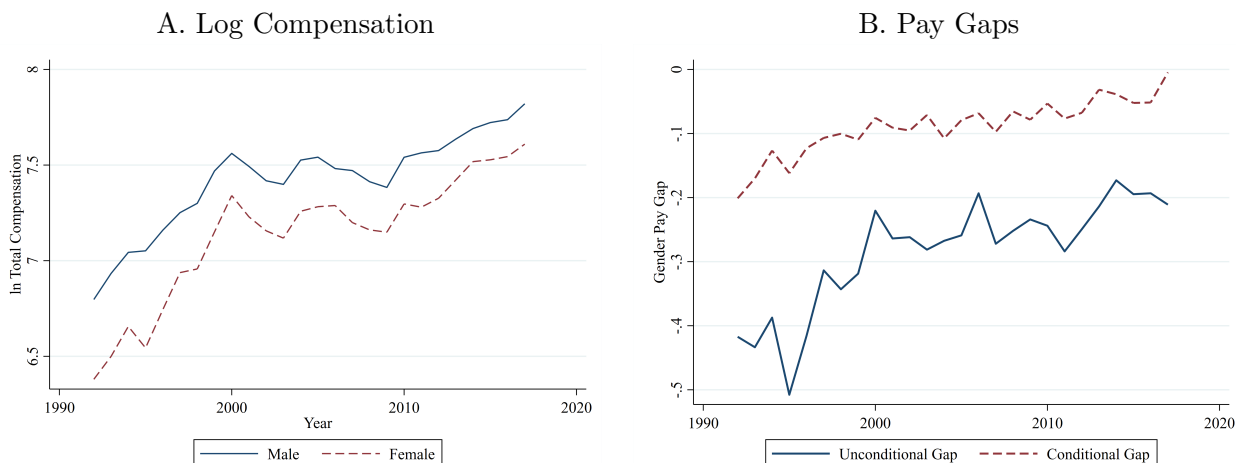 A. Log Compensation
ln Total Compensation
8
7.5
7
6.5
1990
2000
2010
2020
Year
Male
Female
B. Pay Gaps
Gender Pay Gap
0
-.1
-.2
-.3
-.4
-.5
1990
2000
2010
2020
Unconditional Gap
Conditional Gap